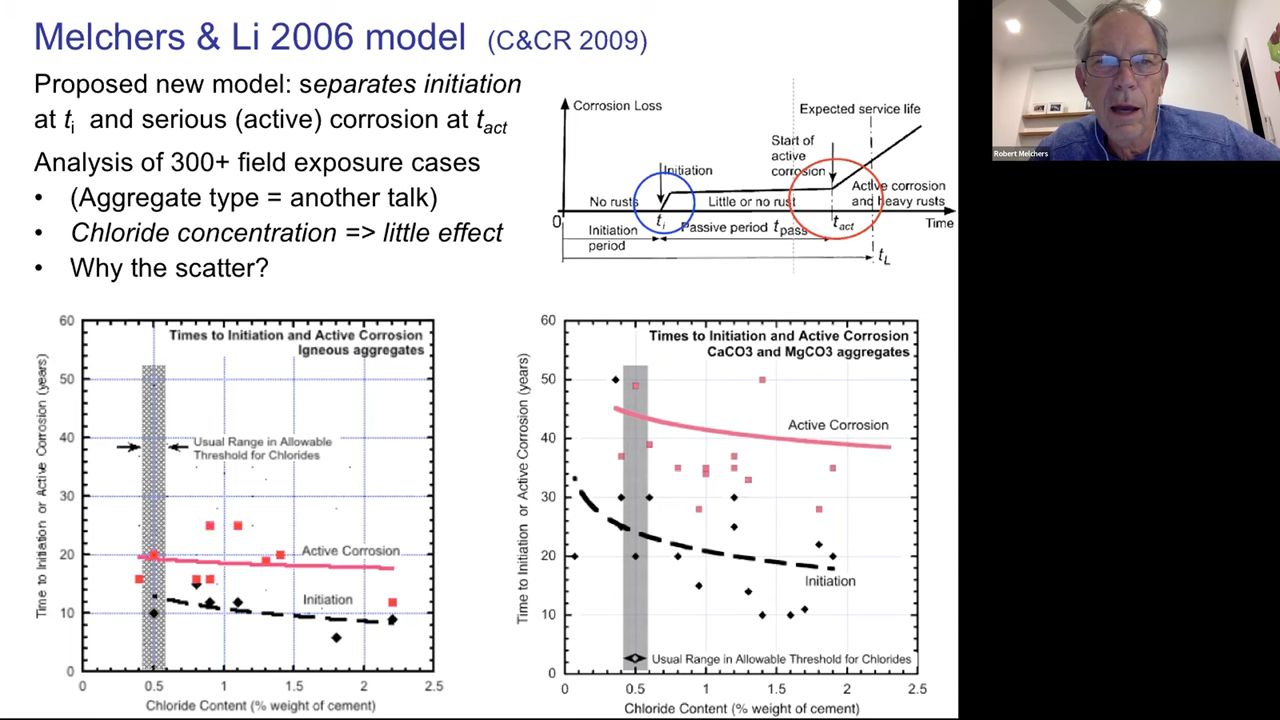 Melchers & Li 2006 model (C&CR 2009)
Proposed new model: separates initiation
at ti and serious (active) corrosion at tact
Analysis of 300+ field exposure cases
• (Aggregate type = another talk)
• Chloride concentration => little effect
• Why the scatter?
Corrosion Loss
Expected service life
Start of
active
corrosion
Initiation
No rusts
Little or no rust
Active corrosion
and heavy rusts
0
ti
tact
Time
Initiation
period
Passive period tpass
tL
Robert Melchers
Times to Initiation and Active Corrosion
Igneous aggregates
Time to Initiation or Active Corrosion (years)
60
50
40
30
20
10
0
Usual Range in Allowable
Threshold for Chlorides
Active Corrosion
Initiation
0 0.5 1 1.5 2 2.5
Chloride Content (% weight of cement)
Times to Initiation and Active Corrosion
CaCO3 and MgCO3 aggregates
Time to Initiation or Active Corrosion (years)
60
50
40
30
20
10
0
Active Corrosion
Initiation
Usual Range in Allowable Threshold for Chlorides
0 0.5 1 1.5 2 2.5
Chloride Content (% weight of cement)